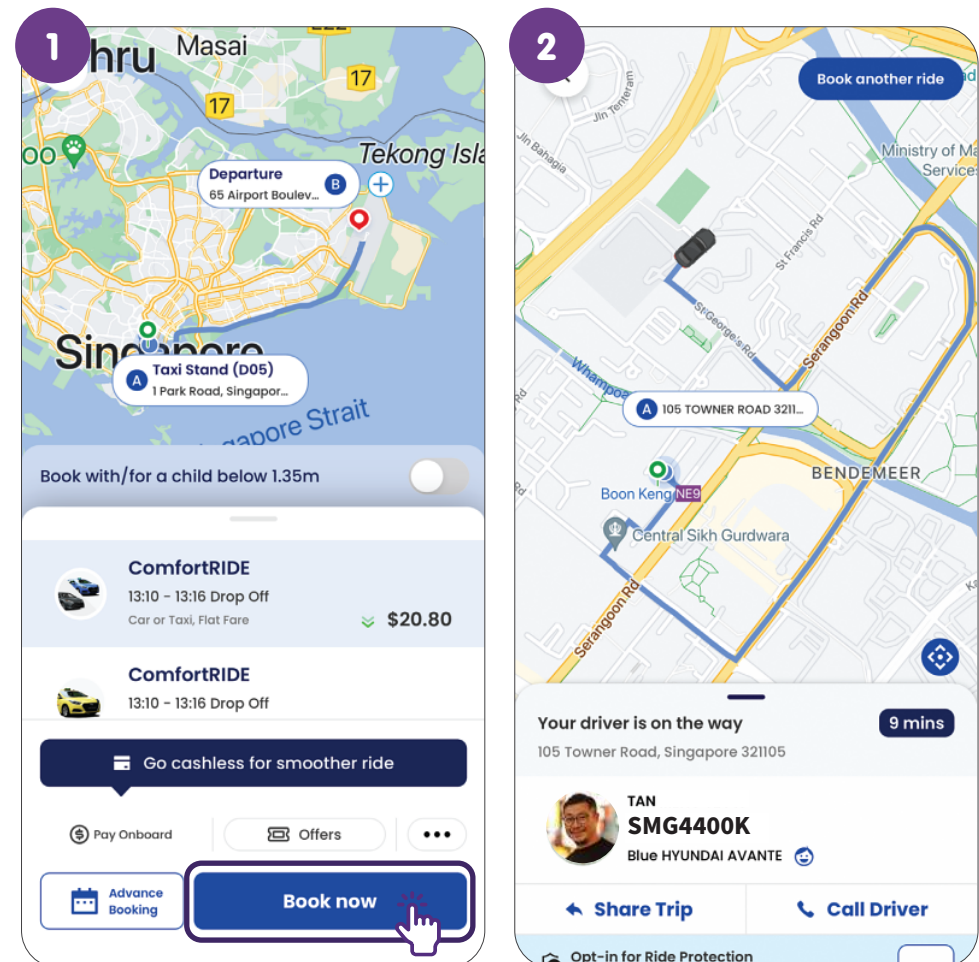 1
hru
Masai
17
17
oo
Tekong Isla
Departure
65 Airport Boulev...
B
Singapore
A
Taxi Stand (D05)
1 Park Road, Singapor...
gapore Strait
Book with/for a child below 1.35m
ComfortRIDE
13:10 - 13:16 Drop Off
Car or Taxi, Flat Fare
$20.80
ComfortRIDE
13:10 - 13:16 Drop Off
Go cashless for smoother ride
Pay Onboard
Offers
Advance
Booking
Book now
2
Book another ride
Jln Tenteram
Jln Bahagia
Ministry of Ma
Service
St Francis Rd
St George's Rd
Serangoon Rd
Whampoa
A 105 TOWNER ROAD 3211...
BENDEMEER
Boon Keng NE9
Central Sikh Gurdwara
Serangoon Rd
Your driver is on the way
9 mins
105 Towner Road, Singapore 321105
TAN
SMG4400K
Blue HYUNDAI AVANTE
Share Trip
Call Driver
Opt-in for Ride Protection